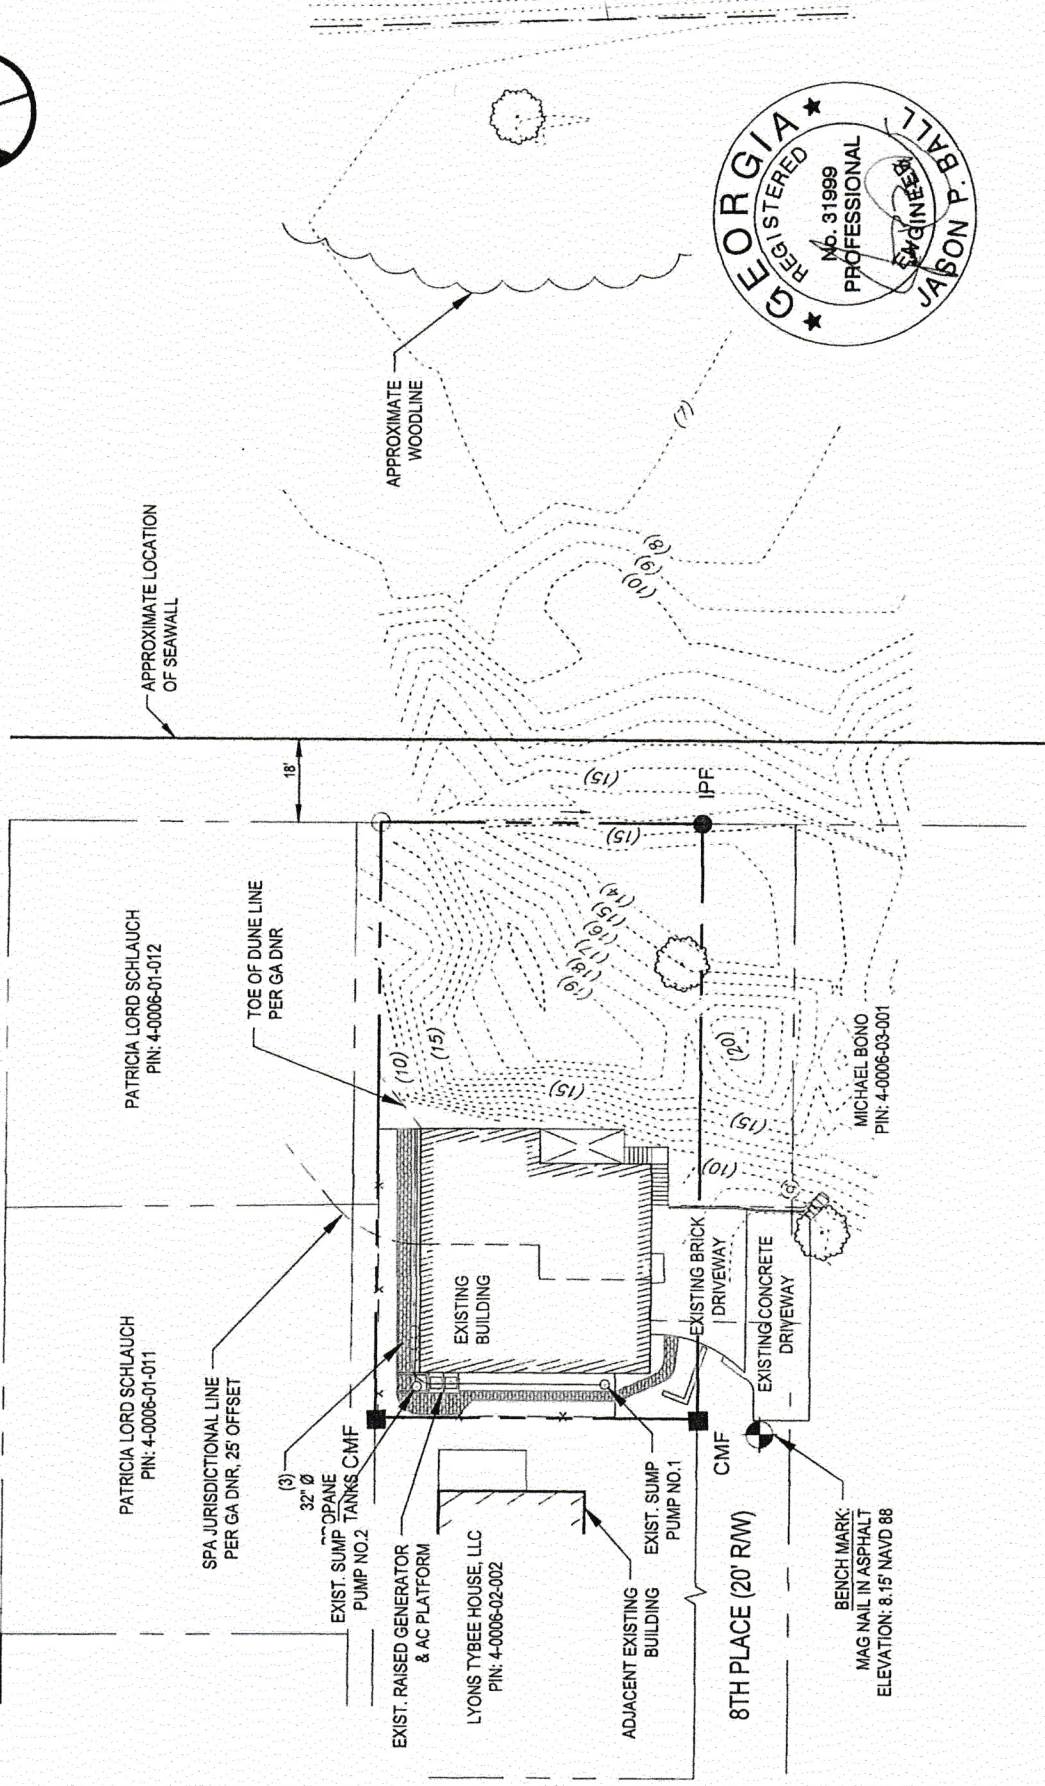 GEORGIA
REGISTERED
No. 31999
PROFESSIONAL
ENGINEER
JASON P. BALL
APPROXIMATE
WOODLINE
(7)
APPROXIMATE LOCATION
OF SEAWALL
(8)
(9)
(10)
18'
(15)
IPF
(15)
PATRICIA LORD SCHLAUCH
PIN: 4-0006-01-012
TOE OF DUNE LINE
PER GA DNR
(14)
(15)
(16)
(17)
(18)
(19)
(10)
(15)
(20)
(15)
(15)
(10)
MICHAEL BONO
PIN: 4-0006-03-001
PATRICIA LORD SCHLAUCH
PIN: 4-0006-01-011
SPA JURISDICTIONAL LINE
PER GA DNR, 25' OFFSET
EXISTING
BUILDING
EXISTING BRICK
DRIVEWAY
EXISTING CONCRETE
DRIVEWAY
(3)
32" Ø
TANKS
CMF
EXIST. SUMP
PUMP NO.2
EXIST. RAISED GENERATOR
& AC PLATFORM
LYONS TYBEE HOUSE, LLC
PIN: 4-0006-02-002
CMF
EXIST. SUMP
PUMP NO.1
ADJACENT EXISTING
BUILDING
8TH PLACE (20' R/W)
BENCH MARK:
MAG NAIL IN ASPHALT
ELEVATION: 8.15' NAVD 88